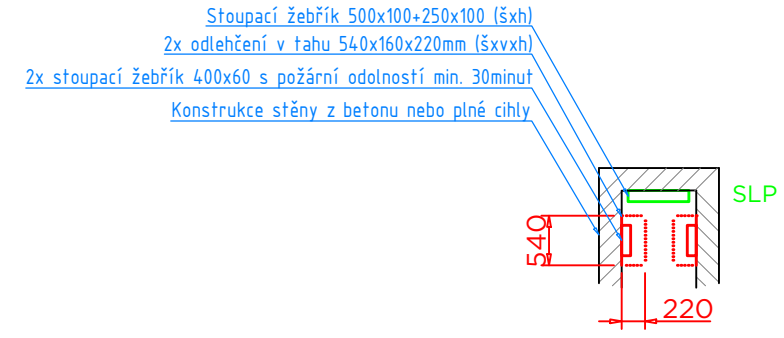 Stoupací žebřík 500x100+250x100 (šxh)
2x odlehčení v tahu 540x160x220mm (šxvxh)
2x stoupací žebřík 400x60 s požární odolností min. 30minut
Konstrukce stěny z betonu nebo plné cihly
SLP
540
220